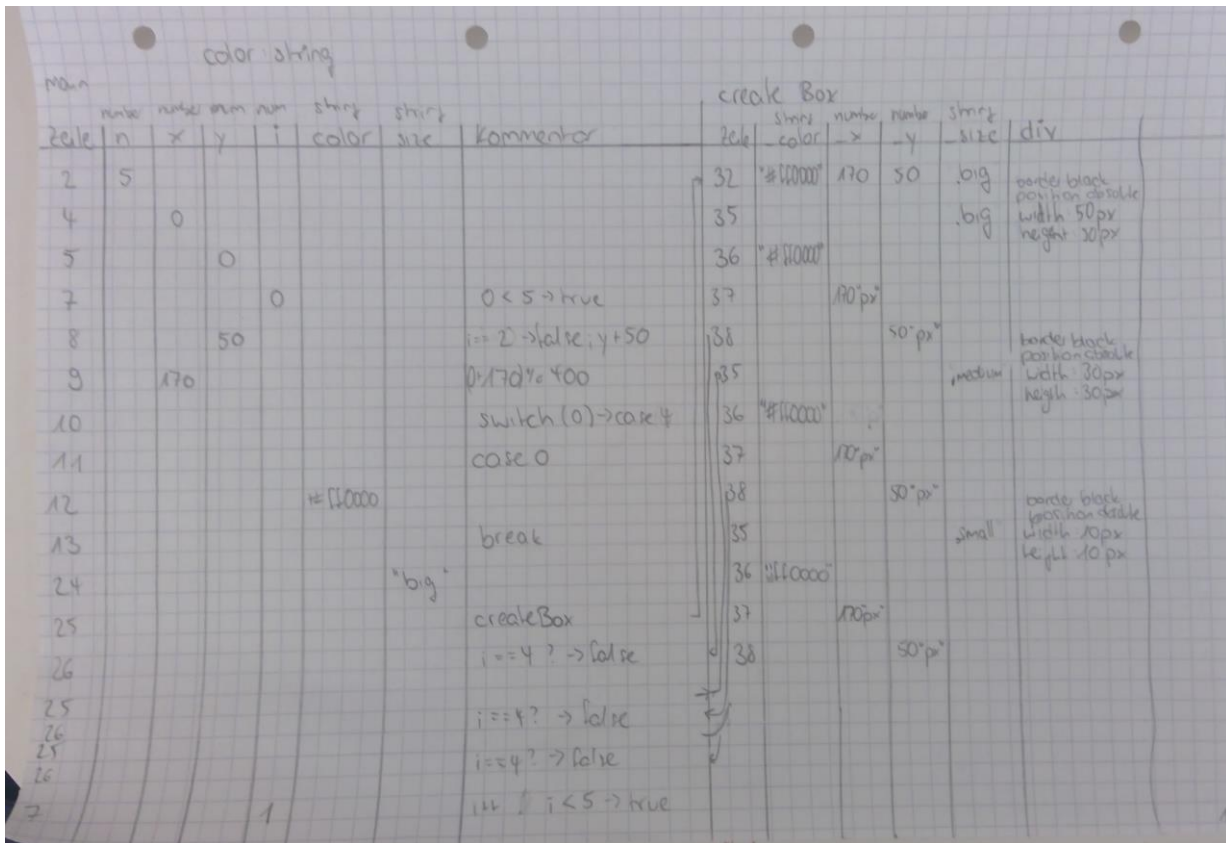 color: string
main
number number num num string string
Zeile n x y i color size Kommentar
2 5
4 0
5 0
7 0 0 < 5 -> true
8 50 i == 2 -> false, y+50
9 170 0+170 % 400
10 switch (0) -> case
11 case 0
12 #ff0000
13 break
24 "big"
25 createBox
26 i == 4 ? -> false
25
26 i == 4 ? -> false
25
26 i == 4 ? -> false
7 1 i++ i < 5 -> true
create Box
string number number string
Zeile _color _x _y _size div
32 "#ff0000" 170 50 big border black
position absolute
35 big width 50px
height 50px
36 "#ff0000"
37 170"px"
38 50"px" border black
position absolute
35 medium width: 30px
heigth: 30px
36 "#ff0000"
37 170"px"
38 50"px" border black
position absolute
35 small width 10px
10px
36 "#ff0000"
37 170"px"
38 50"px"